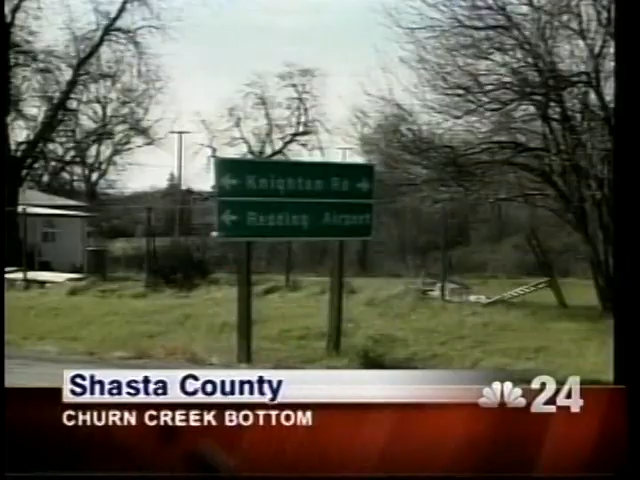 Knighton Rd
Redding Airport
Shasta County
CHURN CREEK BOTTOM
24